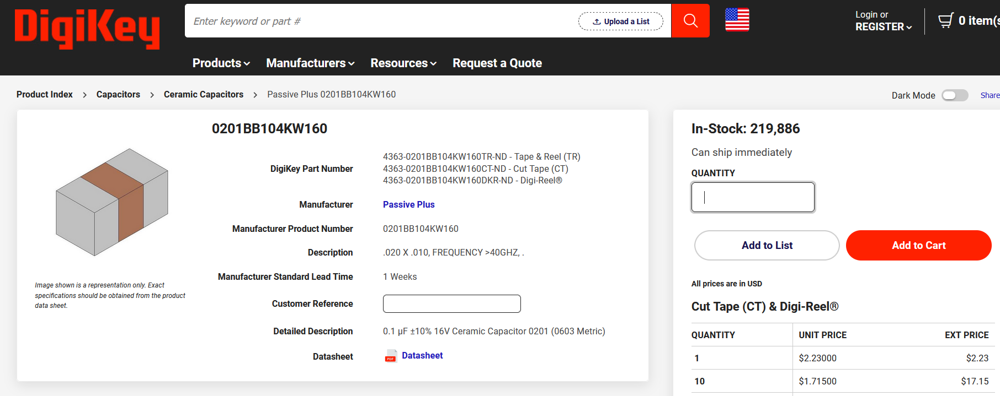 DigiKey
Enter keyword or part #
Upload a List
Login or
REGISTER
0 item(s
Products
Manufacturers
Resources
Request a Quote
Product Index > Capacitors > Ceramic Capacitors > Passive Plus 0201BB104KW160
Dark Mode
Share
0201BB104KW160
DigiKey Part Number
4363-0201BB104KW160TR-ND - Tape & Reel (TR)
4363-0201BB104KW160CT-ND - Cut Tape (CT)
4363-0201BB104KW160DKR-ND - Digi-Reel®
Manufacturer
Passive Plus
Manufacturer Product Number
0201BB104KW160
Description
.020 X .010, FREQUENCY >40GHZ, .
Manufacturer Standard Lead Time
1 Weeks
Customer Reference
Detailed Description
0.1 µF ±10% 16V Ceramic Capacitor 0201 (0603 Metric)
Datasheet
PDF
Datasheet
Image shown is a representation only. Exact
specifications should be obtained from the product
data sheet.
In-Stock: 219,886
Can ship immediately
QUANTITY
Add to List
Add to Cart
All prices are in USD
Cut Tape (CT) & Digi-Reel®
QUANTITY UNIT PRICE EXT PRICE
1 $2.23000 $2.23
10 $1.71500 $17.15